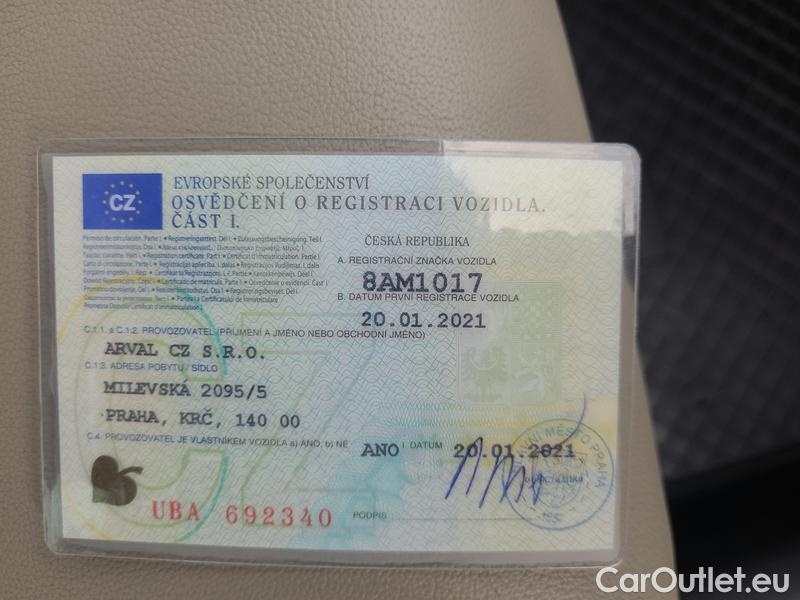 CZ
EVROPSKÉ SPOLEČENSTVÍ
OSVĚDČENÍ O REGISTRACI VOZIDLA.
ČÁST I.
ČESKÁ REPUBLIKA
A. REGISTRAČNÍ ZNAČKA VOZIDLA
8AM1017
B. DATUM PRVNÍ REGISTRACE VOZIDLA
20.01.2021
C.1.1. a C.1.2. PROVOZOVATEL (PŘÍJMENÍ A JMÉNO NEBO OBCHODNÍ JMÉNO)
ARVAL CZ S.R.O.
C.1.3. ADRESA POBYTU / SÍDLO
MILEVSKÁ 2095/5
PRAHA, KRČ, 140 00
C.4. PROVOZOVATEL JE VLASTNÍKEM VOZIDLA a) ANO, b) NE
ANO
I. DATUM
20.01.2021
UBA 692340
PODPIS
MĚSTO PRAHA
CarOutlet.eu